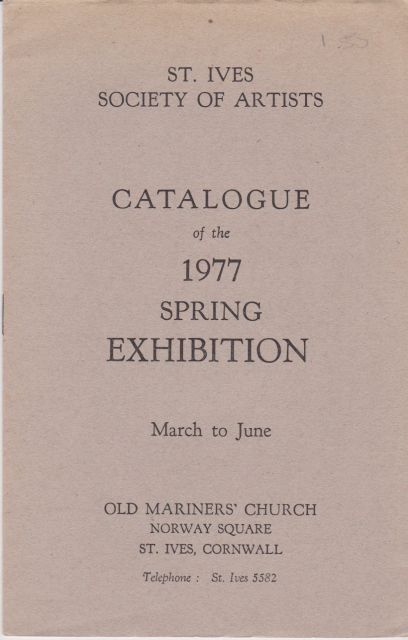 ST. IVES
SOCIETY OF ARTISTS
CATALOGUE
of the
1977
SPRING
EXHIBITION
March to June
OLD MARINERS' CHURCH
NORWAY SQUARE
ST. IVES, CORNWALL
Telephone : St. Ives 5582